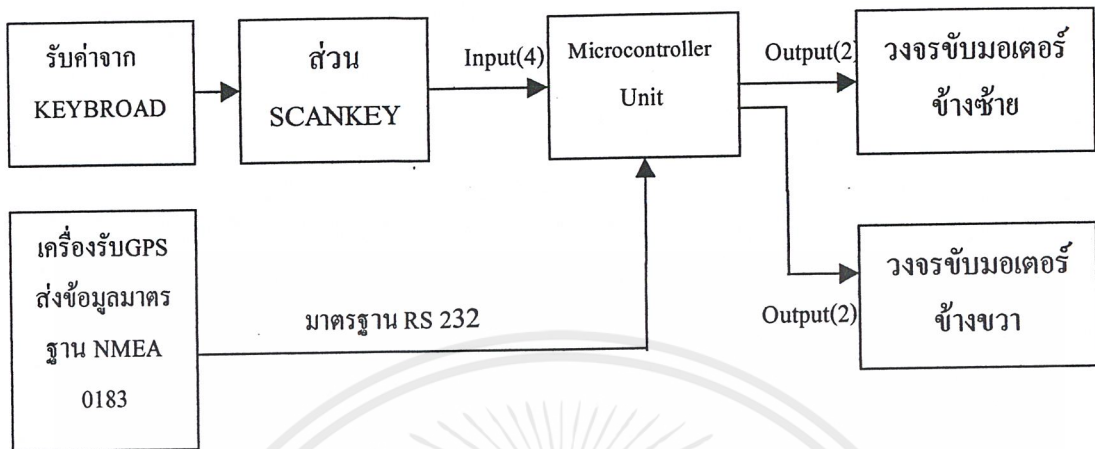 รับค่าจาก
KEYBROAD
ส่วน
SCANKEY
Input(4)
Microcontroller
Unit
Output(2)
วงจรขับมอเตอร์
ข้างซ้าย
เครื่องรับGPS
ส่งข้อมูลมาตร
ฐาน NMEA
0183
มาตรฐาน RS 232
Output(2)
วงจรขับมอเตอร์
ข้างขวา